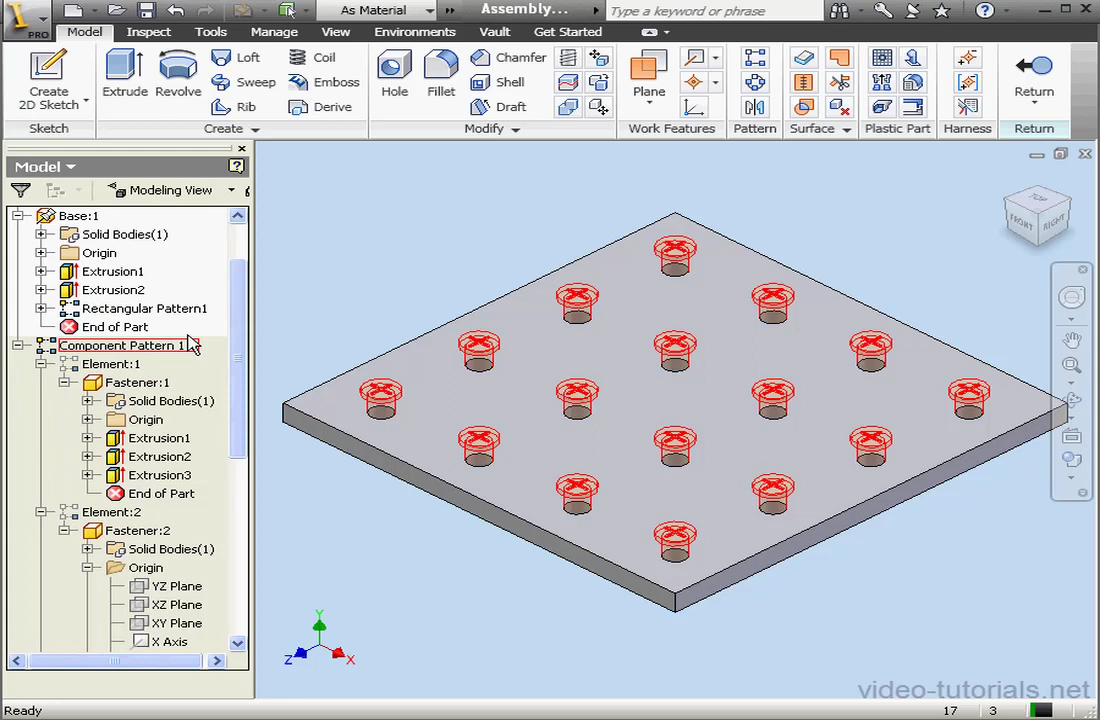 PRO
As Material
Assembly...
Type a keyword or phrase
Model
Inspect
Tools
Manage
View
Environments
Vault
Get Started
Create
2D Sketch
Extrude
Revolve
Loft
Sweep
Rib
Coil
Emboss
Derive
Hole
Fillet
Chamfer
Shell
Draft
Plane
Return
Sketch
Create
Modify
Work Features
Pattern
Surface
Plastic Part
Harness
Return
Model
Modeling View
Base:1
Solid Bodies(1)
Origin
Extrusion1
Extrusion2
Rectangular Pattern1
End of Part
Component Pattern 1
Element:1
Fastener:1
Solid Bodies(1)
Origin
Extrusion1
Extrusion2
Extrusion3
End of Part
Element:2
Fastener:2
Solid Bodies(1)
Origin
YZ Plane
XZ Plane
XY Plane
X Axis
TOP
FRONT
RIGHT
Y
Z
X
video-tutorials.net
Ready
17
3